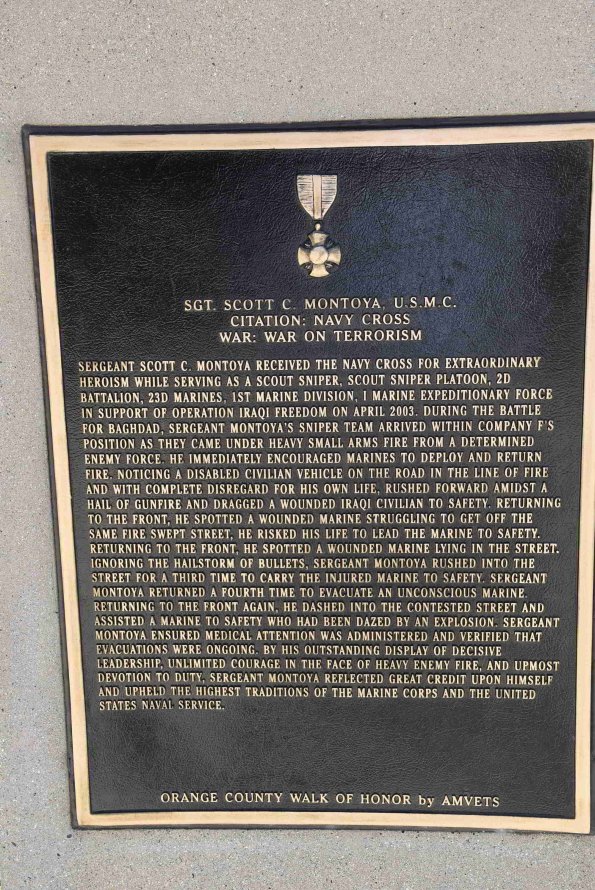 SGT. SCOTT C. MONTOYA, U.S.M.C.
CITATION: NAVY CROSS
WAR: WAR ON TERRORISM
SERGEANT SCOTT C. MONTOYA RECEIVED THE NAVY CROSS FOR EXTRAORDINARY
HEROISM WHILE SERVING AS A SCOUT SNIPER, SCOUT SNIPER PLATOON, 2D
BATTALION, 23D MARINES, 1ST MARINE DIVISION, I MARINE EXPEDITIONARY FORCE
IN SUPPORT OF OPERATION IRAQI FREEDOM ON APRIL 2003. DURING THE BATTLE
FOR BAGHDAD, SERGEANT MONTOYA'S SNIPER TEAM ARRIVED WITHIN COMPANY F'S
POSITION AS THEY CAME UNDER HEAVY SMALL ARMS FIRE FROM A DETERMINED
ENEMY FORCE. HE IMMEDIATELY ENCOURAGED MARINES TO DEPLOY AND RETURN
FIRE. NOTICING A DISABLED CIVILIAN VEHICLE ON THE ROAD IN THE LINE OF FIRE
AND WITH COMPLETE DISREGARD FOR HIS OWN LIFE, RUSHED FORWARD AMIDST A
HAIL OF GUNFIRE AND DRAGGED A WOUNDED IRAQI CIVILIAN TO SAFETY. RETURNING
TO THE FRONT, HE SPOTTED A WOUNDED MARINE STRUGGLING TO GET OFF THE
SAME FIRE SWEPT STREET, HE RISKED HIS LIFE TO LEAD THE MARINE TO SAFETY.
RETURNING TO THE FRONT, HE SPOTTED A WOUNDED MARINE LYING IN THE STREET.
IGNORING THE HAILSTORM OF BULLETS, SERGEANT MONTOYA RUSHED INTO THE
STREET FOR A THIRD TIME TO CARRY THE INJURED MARINE TO SAFETY. SERGEANT
MONTOYA RETURNED A FOURTH TIME TO EVACUATE AN UNCONSCIOUS MARINE.
RETURNING TO THE FRONT AGAIN, HE DASHED INTO THE CONTESTED STREET AND
ASSISTED A MARINE TO SAFETY WHO HAD BEEN DAZED BY AN EXPLOSION. SERGEANT
MONTOYA ENSURED MEDICAL ATTENTION WAS ADMINISTERED AND VERIFIED THAT
EVACUATIONS WERE ONGOING. BY HIS OUTSTANDING DISPLAY OF DECISIVE
LEADERSHIP, UNLIMITED COURAGE IN THE FACE OF HEAVY ENEMY FIRE, AND UPMOST
DEVOTION TO DUTY, SERGEANT MONTOYA REFLECTED GREAT CREDIT UPON HIMSELF
AND UPHELD THE HIGHEST TRADITIONS OF THE MARINE CORPS AND THE UNITED
STATES NAVAL SERVICE.
ORANGE COUNTY WALK OF HONOR by AMVETS